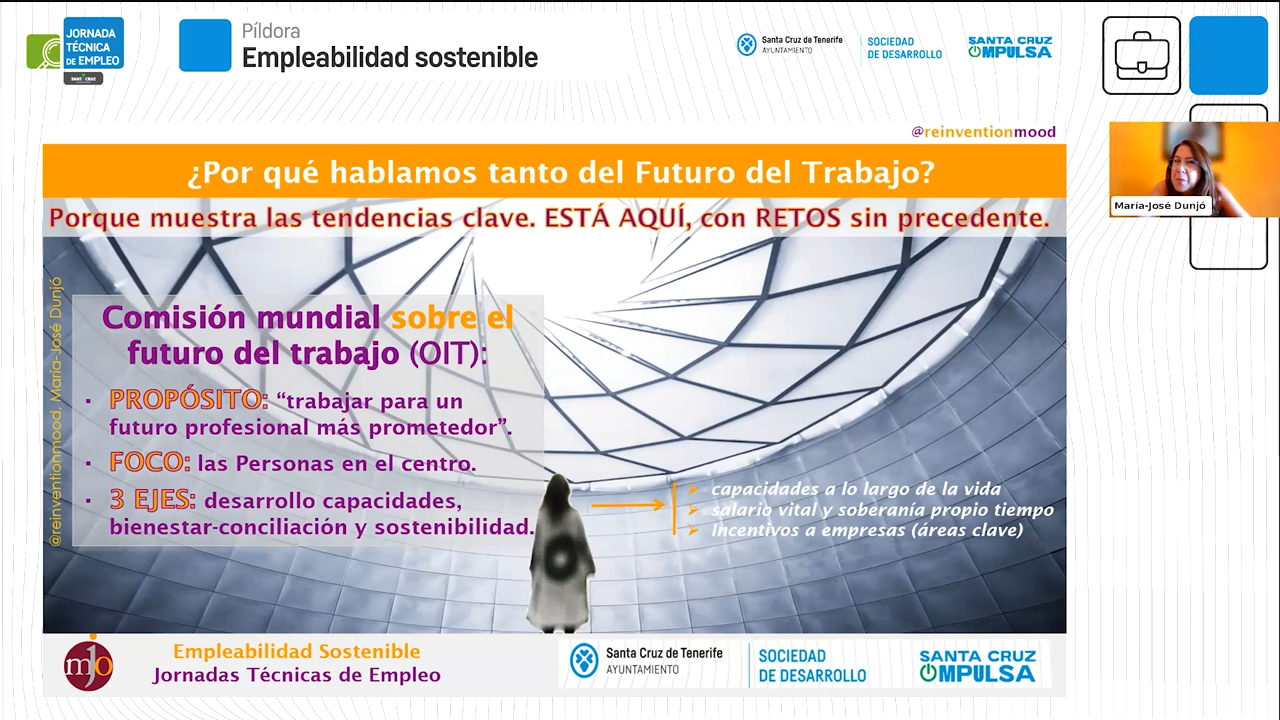 JORNADA
TÉCNICA
DE EMPLEO
Píldora
Empleabilidad sostenible
Santa Cruz de Tenerife
AYUNTAMIENTO
SOCIEDAD
DE DESARROLLO
SANTA CRUZ
OMPULSA
@reinventionmood
¿Por qué hablamos tanto del Futuro del Trabajo?
Porque muestra las tendencias clave. ESTÁ AQUÍ, con RETOS sin precedente.
María-José Dunjó
@reinventionmood, María-José Dunjó
Comisión mundial sobre el
futuro del trabajo (OIT):
▪ PROPÓSITO: “trabajar para un
futuro profesional más prometedor”.
▪ FOCO: las Personas en el centro.
▪ 3 EJES: desarrollo capacidades,
bienestar-conciliación y sostenibilidad.
➢ capacidades a lo largo de la vida
➢ salario vital y soberanía propio tiempo
➢ Incentivos a empresas (áreas clave)
mjo
Empleabilidad Sostenible
Jornadas Técnicas de Empleo
Santa Cruz de Tenerife
AYUNTAMIENTO
SOCIEDAD
DE DESARROLLO
SANTA CRUZ
OMPULSA